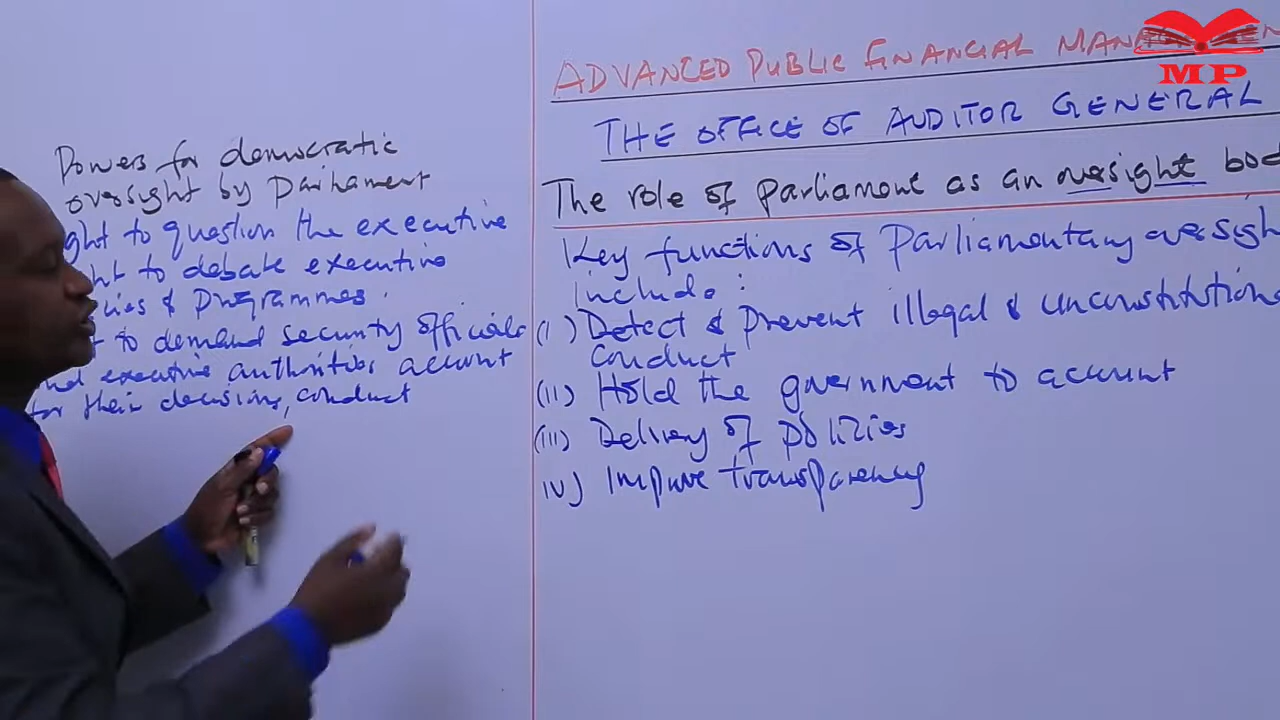 MP
ADVANCED PUBLIC FINANCIAL
THE OFFICE OF AUDITOR GENERAL
The role of parliament as an oversight
Key functions of Parliamentary oversigh
include :
(i) Detect & Prevent illegal & unconstitutiona
conduct
(ii) Hold the government to account
(iii) Delivery of policies
iv) Improve transparency
Powers for democratic
oversight by parliament
ght to question the executive
ht to debate executive
cies & programmes.
t to demand security officials
nd executive authorities account
for their decisions, conduct